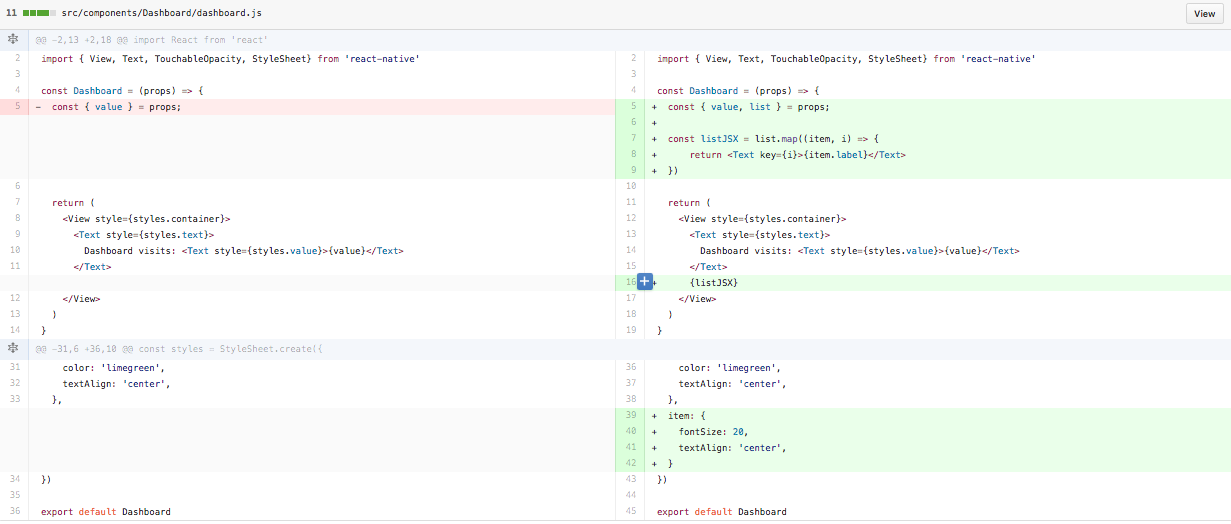 11 src/components/Dashboard/dashboard.js View
@@ -2,13 +2,18 @@ import React from 'react'
2 import { View, Text, TouchableOpacity, StyleSheet} from 'react-native' 2 import { View, Text, TouchableOpacity, StyleSheet} from 'react-native'
3 3
4 const Dashboard = (props) => { 4 const Dashboard = (props) => {
5 - const { value } = props; 5 + const { value, list } = props;
6 +
7 + const listJSX = list.map((item, i) => {
8 + return <Text key={i}>{item.label}</Text>
9 + })
6 10
7 return ( 11 return (
8 <View style={styles.container}> 12 <View style={styles.container}>
9 <Text style={styles.text}> 13 <Text style={styles.text}>
10 Dashboard visits: <Text style={styles.value}>{value}</Text> 14 Dashboard visits: <Text style={styles.value}>{value}</Text>
11 </Text> 15 </Text>
16 + + {listJSX}
12 </View> 17 </View>
13 ) 18 )
14 } 19 }
@@ -31,6 +36,10 @@ const styles = StyleSheet.create({
31 color: 'limegreen', 36 color: 'limegreen',
32 textAlign: 'center', 37 textAlign: 'center',
33 }, 38 },
39 + item: {
40 + fontSize: 20,
41 + textAlign: 'center',
42 + }
34 }) 43 })
35 44
36 export default Dashboard 45 export default Dashboard